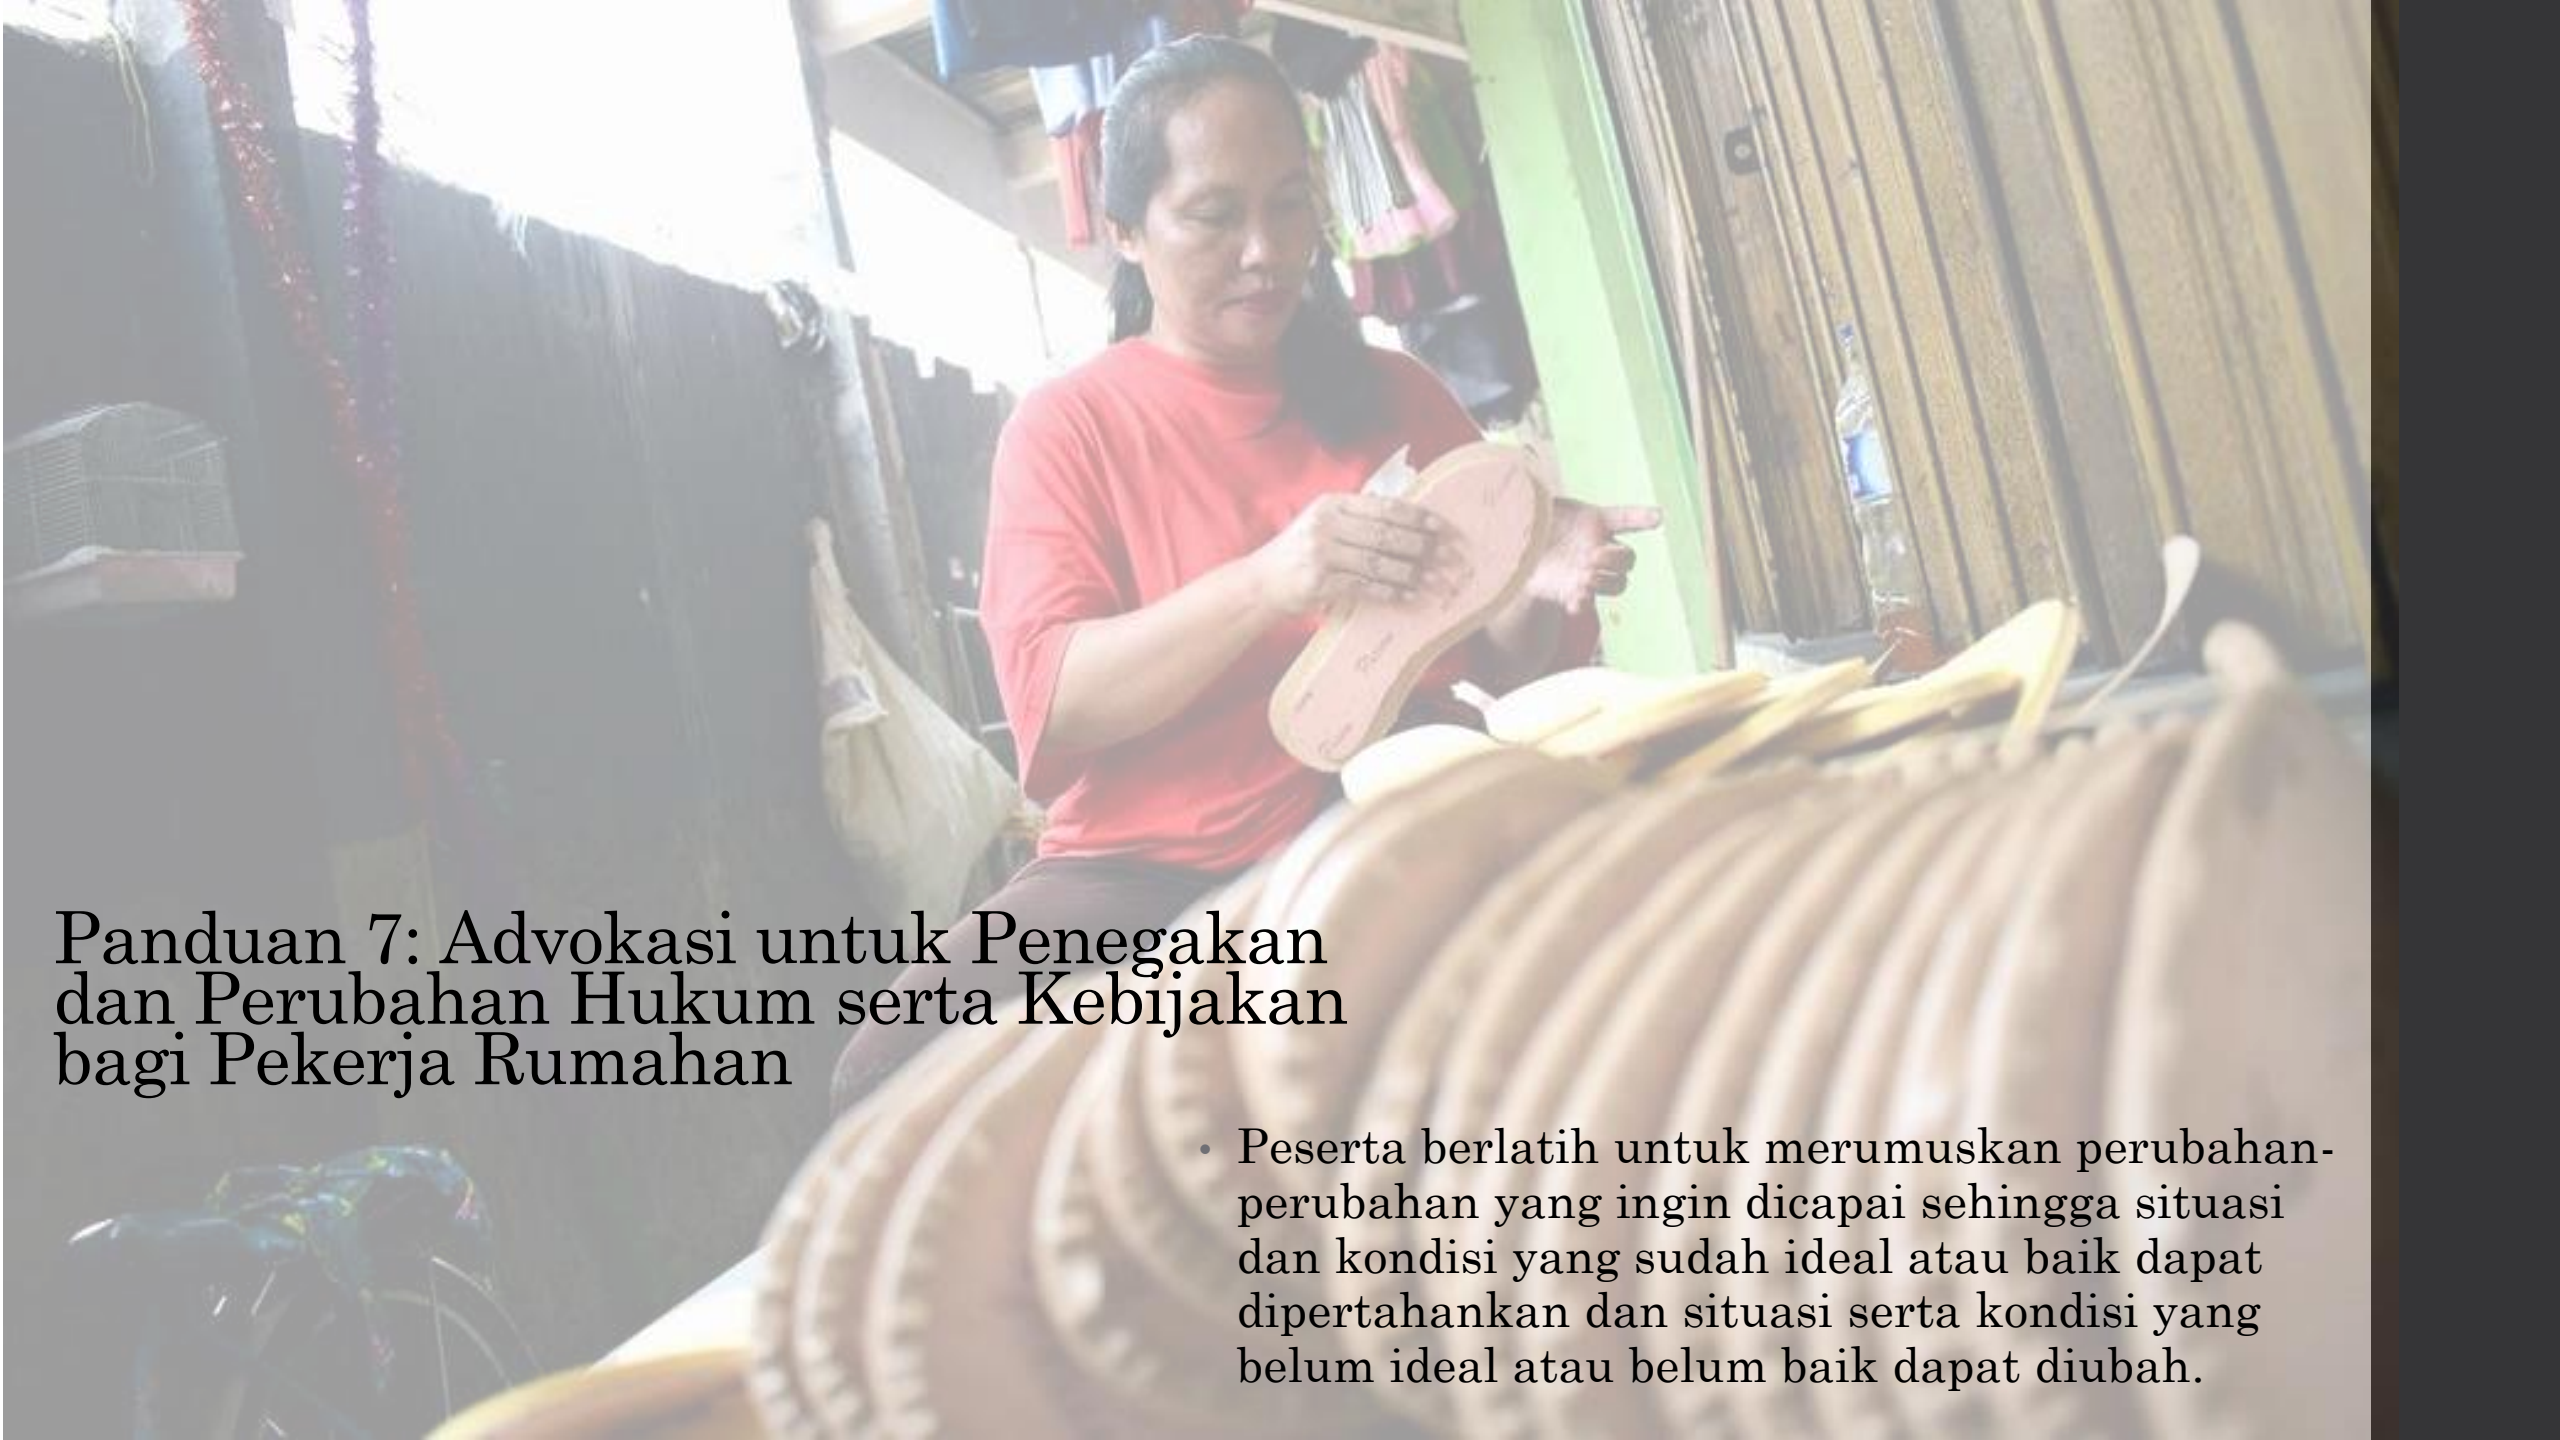 Panduan 7: Advokasi untuk Penegakan
dan Perubahan Hukum serta Kebijakan
bagi Pekerja Rumahan
• Peserta berlatih untuk merumuskan perubahan-
perubahan yang ingin dicapai sehingga situasi
dan kondisi yang sudah ideal atau baik dapat
dipertahankan dan situasi serta kondisi yang
belum ideal atau belum baik dapat diubah.